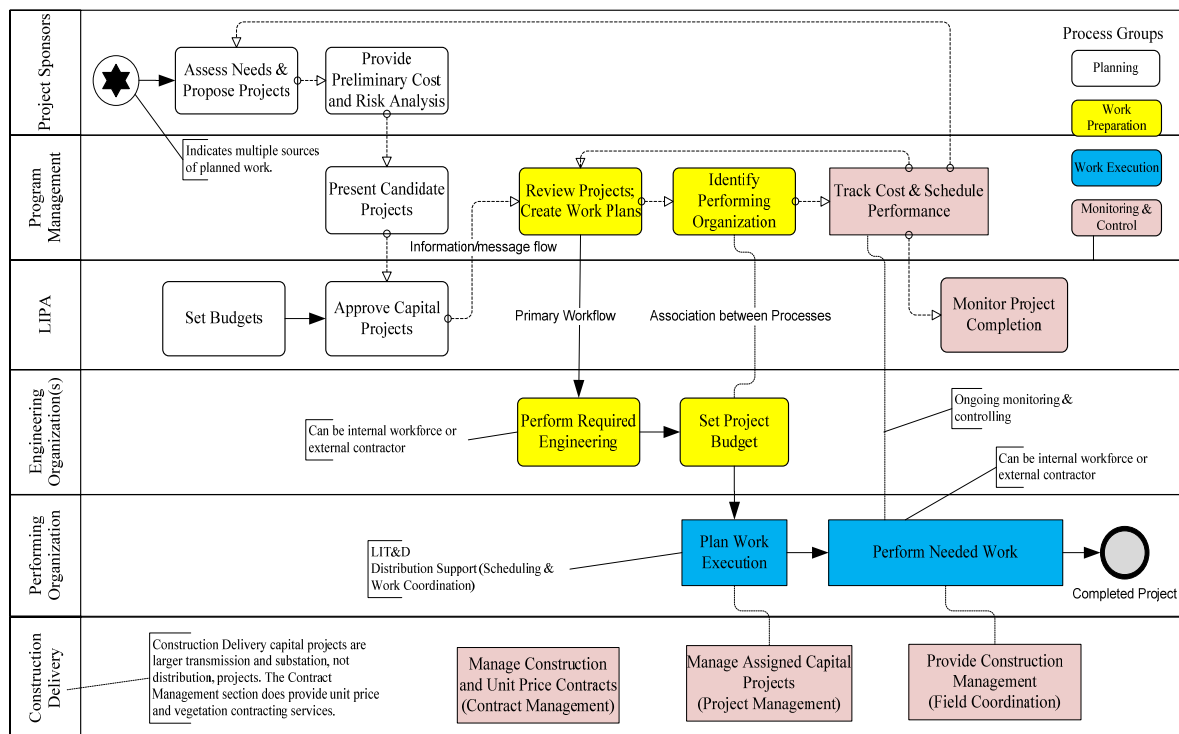 Project Sponsors
Assess Needs &
Propose Projects
Provide
Preliminary Cost
and Risk Analysis
Indicates multiple sources
of planned work.
Process Groups
Planning
Work
Preparation
Work Execution
Monitoring &
Control
Program
Management
Present Candidate
Projects
Review Projects;
Create Work Plans
Identify
Performing
Organization
Track Cost & Schedule
Performance
Information/message flow
LIPA
Set Budgets
Approve Capital
Projects
Primary Workflow
Association between Processes
Monitor Project
Completion
Engineering
Organization(s)
Can be internal workforce or
external contractor
Perform Required
Engineering
Set Project
Budget
Ongoing monitoring &
controlling
Can be internal workforce or
external contractor
Performing
Organization
LIT&D
Distribution Support (Scheduling &
Work Coordination)
Plan Work
Execution
Perform Needed Work
Completed Project
Construction
Delivery
Construction Delivery capital projects are
larger transmission and substation, not
distribution, projects. The Contract
Management section does provide unit price
and vegetation contracting services.
Manage Construction
and Unit Price Contracts
(Contract Management)
Manage Assigned Capital
Projects
(Project Management)
Provide Construction
Management
(Field Coordination)